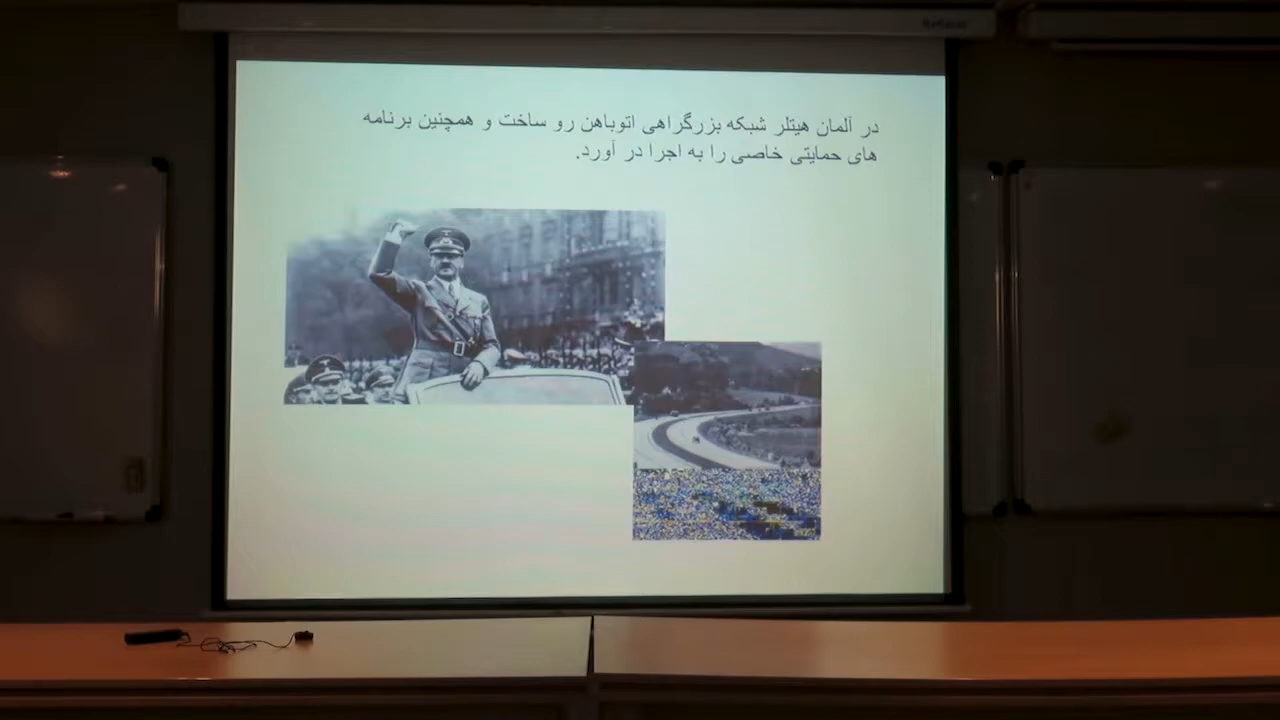 در آلمان هیتلر شبکه بزرگراهی اتوباهن رو ساخت و همچنین برنامه
های حمایتی خاصی را به اجرا در آورد.